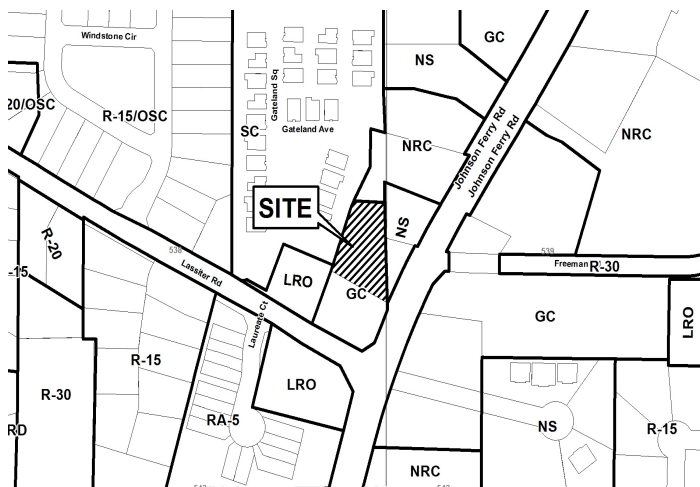 Windstone Cir
GC
NS
Gateland Sq
20/OSC
R-15/OSC
SC
Gateland Ave
Johnson Ferry Rd
Johnson Ferry Rd
NRC
NRC
SITE
NS
R-20
538
539
-15
Lassiter Rd
LRO
GC
Freeman
R-30
Laureate Ct
GC
LRO
R-15
LRO
R-30
RA-5
NS
R-15
RD
NRC